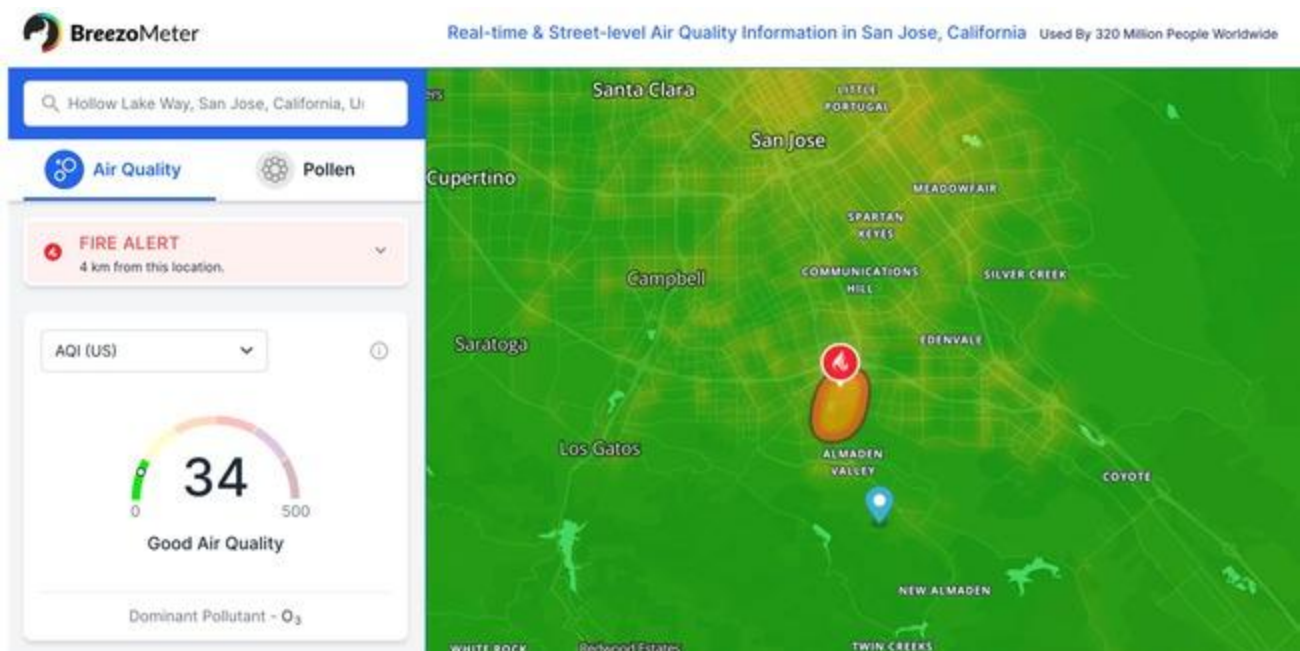 BreezoMeter
Real-time & Street-level Air Quality Information in San Jose, California
Used By 320 Million People Worldwide
Hollow Lake Way, San Jose, California, U
Air Quality
Pollen
FIRE ALERT
4 km from this location.
AQI (US)
34
0
500
Good Air Quality
Dominant Pollutant - O₃
ers
Santa Clara
LITTLE
PORTUGAL
San Jose
Cupertino
MEADOWFAIR
SPARTAN
KEYES
COMMUNICATIONS
HILL
SILVER CREEK
Campbell
EDENVALE
Saratoga
Los Gatos
ALMADEN
VALLEY
COYOTE
NEW ALMADEN
WHITE ROCK
Redwood Estates
TWIN CREEKS